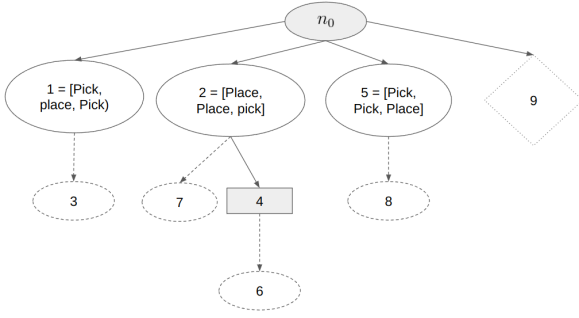 n₀
1 = [Pick,
place, Pick)
2 = [Place,
Place, pick]
5 = [Pick,
Pick, Place]
9
3
7
4
8
6